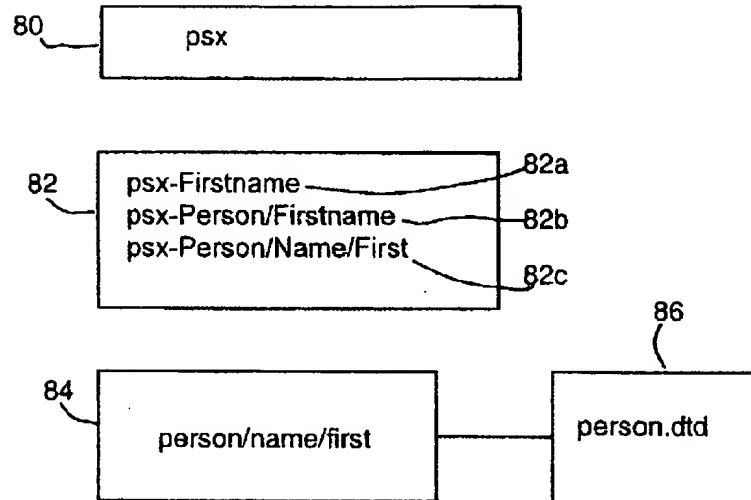 80
psx
82
psx-Firstname
82a
psx-Person/Firstname
82b
psx-Person/Name/First
82c
84
person/name/first
86
person.dtd